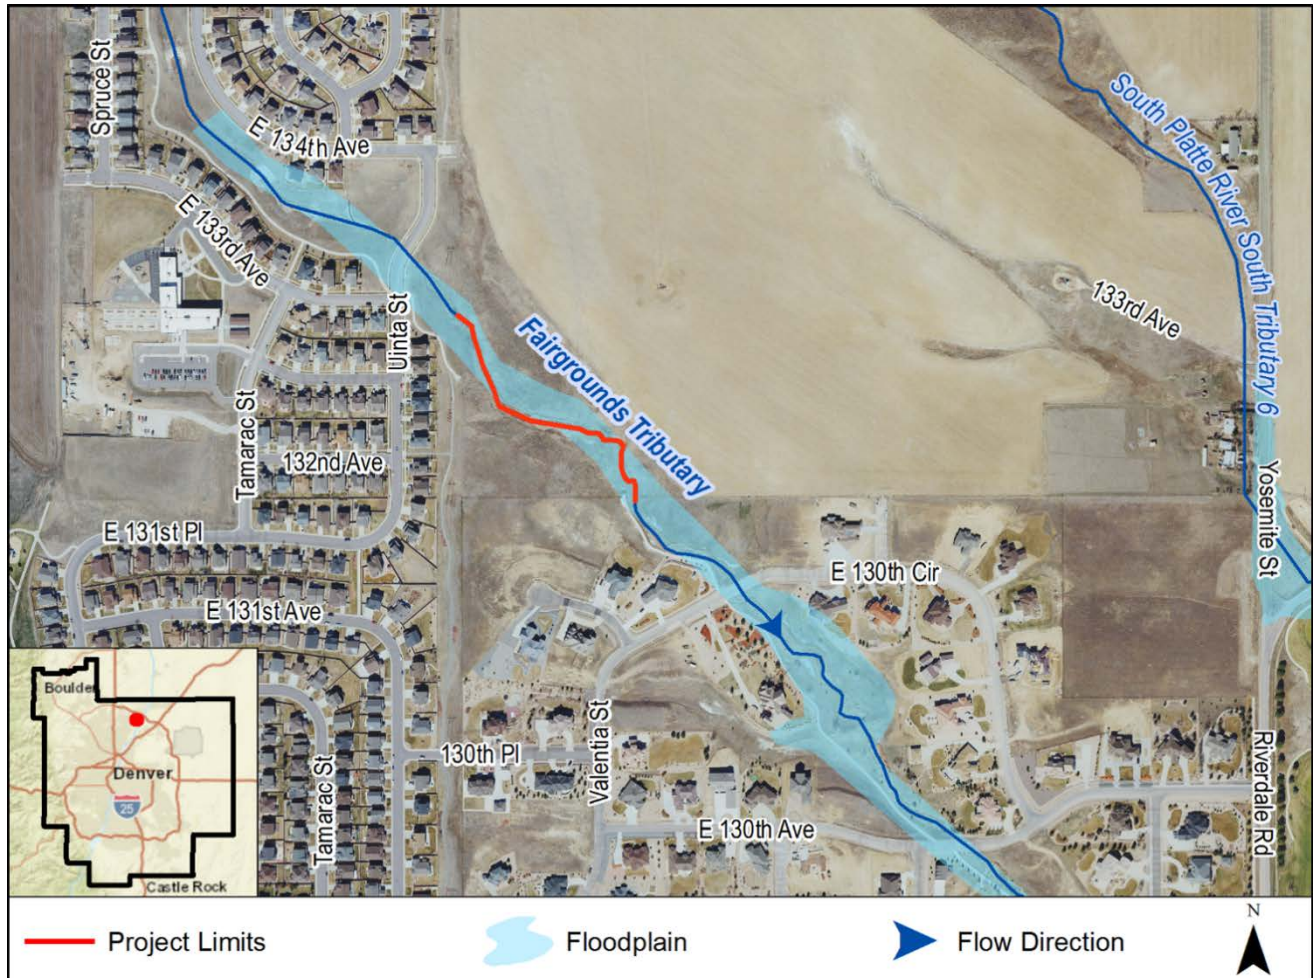 Spruce St
E 134th Ave
South Platte River South Tributary 6
E 133rd Ave
133rd Ave
Uinta St
Fairgrounds Tributary
Tamarac St
132nd Ave
Yosemite St
E 131st Pl
E 130th Cir
E 131st Ave
Boulder
Denver
25
Castle Rock
Tamarac St
130th Pl
Valentia St
E 130th Ave
Riverdale Rd
Project Limits
Floodplain
Flow Direction
N